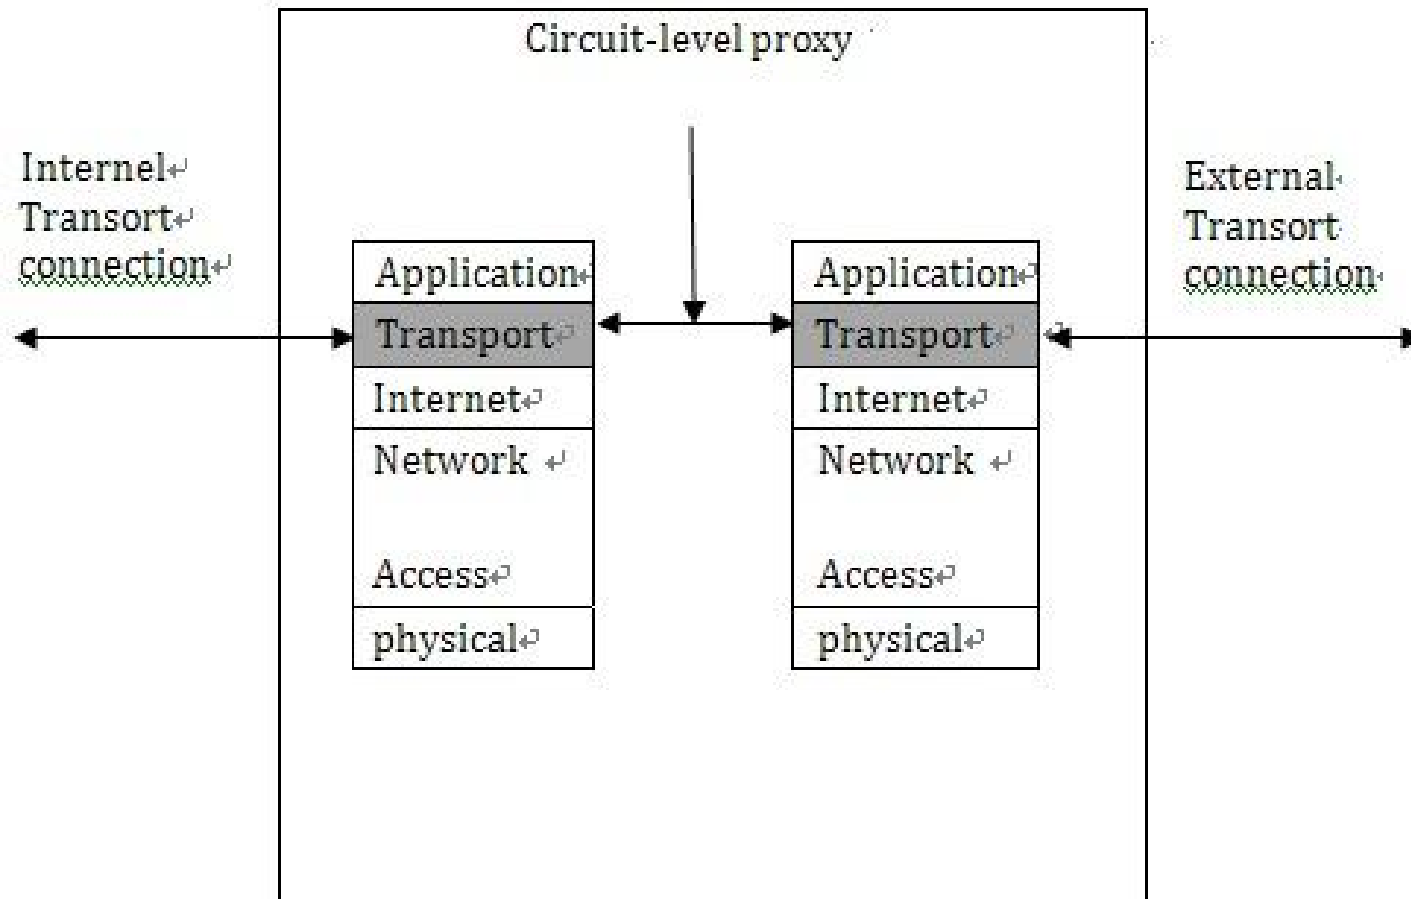 Circuit-level proxy
Internel
Transort
connection
External
Transort
connection
Application
Transport
Internet
Network
Access
physical
Application
Transport
Internet
Network
Access
physical